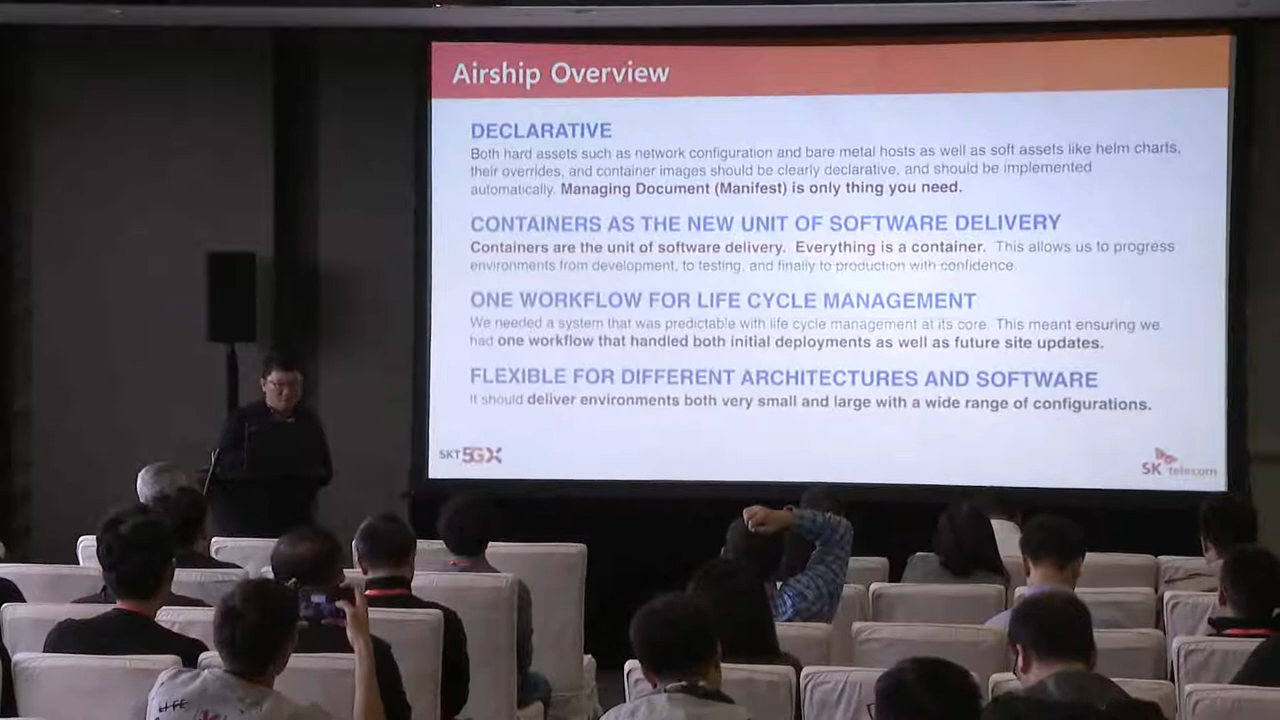 Airship Overview
DECLARATIVE
Both hard assets such as network configuration and bare metal hosts as well as soft assets like helm charts,
their overrides, and container images should be clearly declarative, and should be implemented
automatically. Managing Document (Manifest) is only thing you need.
CONTAINERS AS THE NEW UNIT OF SOFTWARE DELIVERY
Containers are the unit of software delivery. Everything is a container. This allows us to progress
environments from development, to testing, and finally to production with confidence.
ONE WORKFLOW FOR LIFE CYCLE MANAGEMENT
We needed a system that was predictable with life cycle management at its core. This meant ensuring we
had one workflow that handled both initial deployments as well as future site updates.
FLEXIBLE FOR DIFFERENT ARCHITECTURES AND SOFTWARE
It should deliver environments both very small and large with a wide range of configurations.
SKT 5GX
SK telecom
LIFE